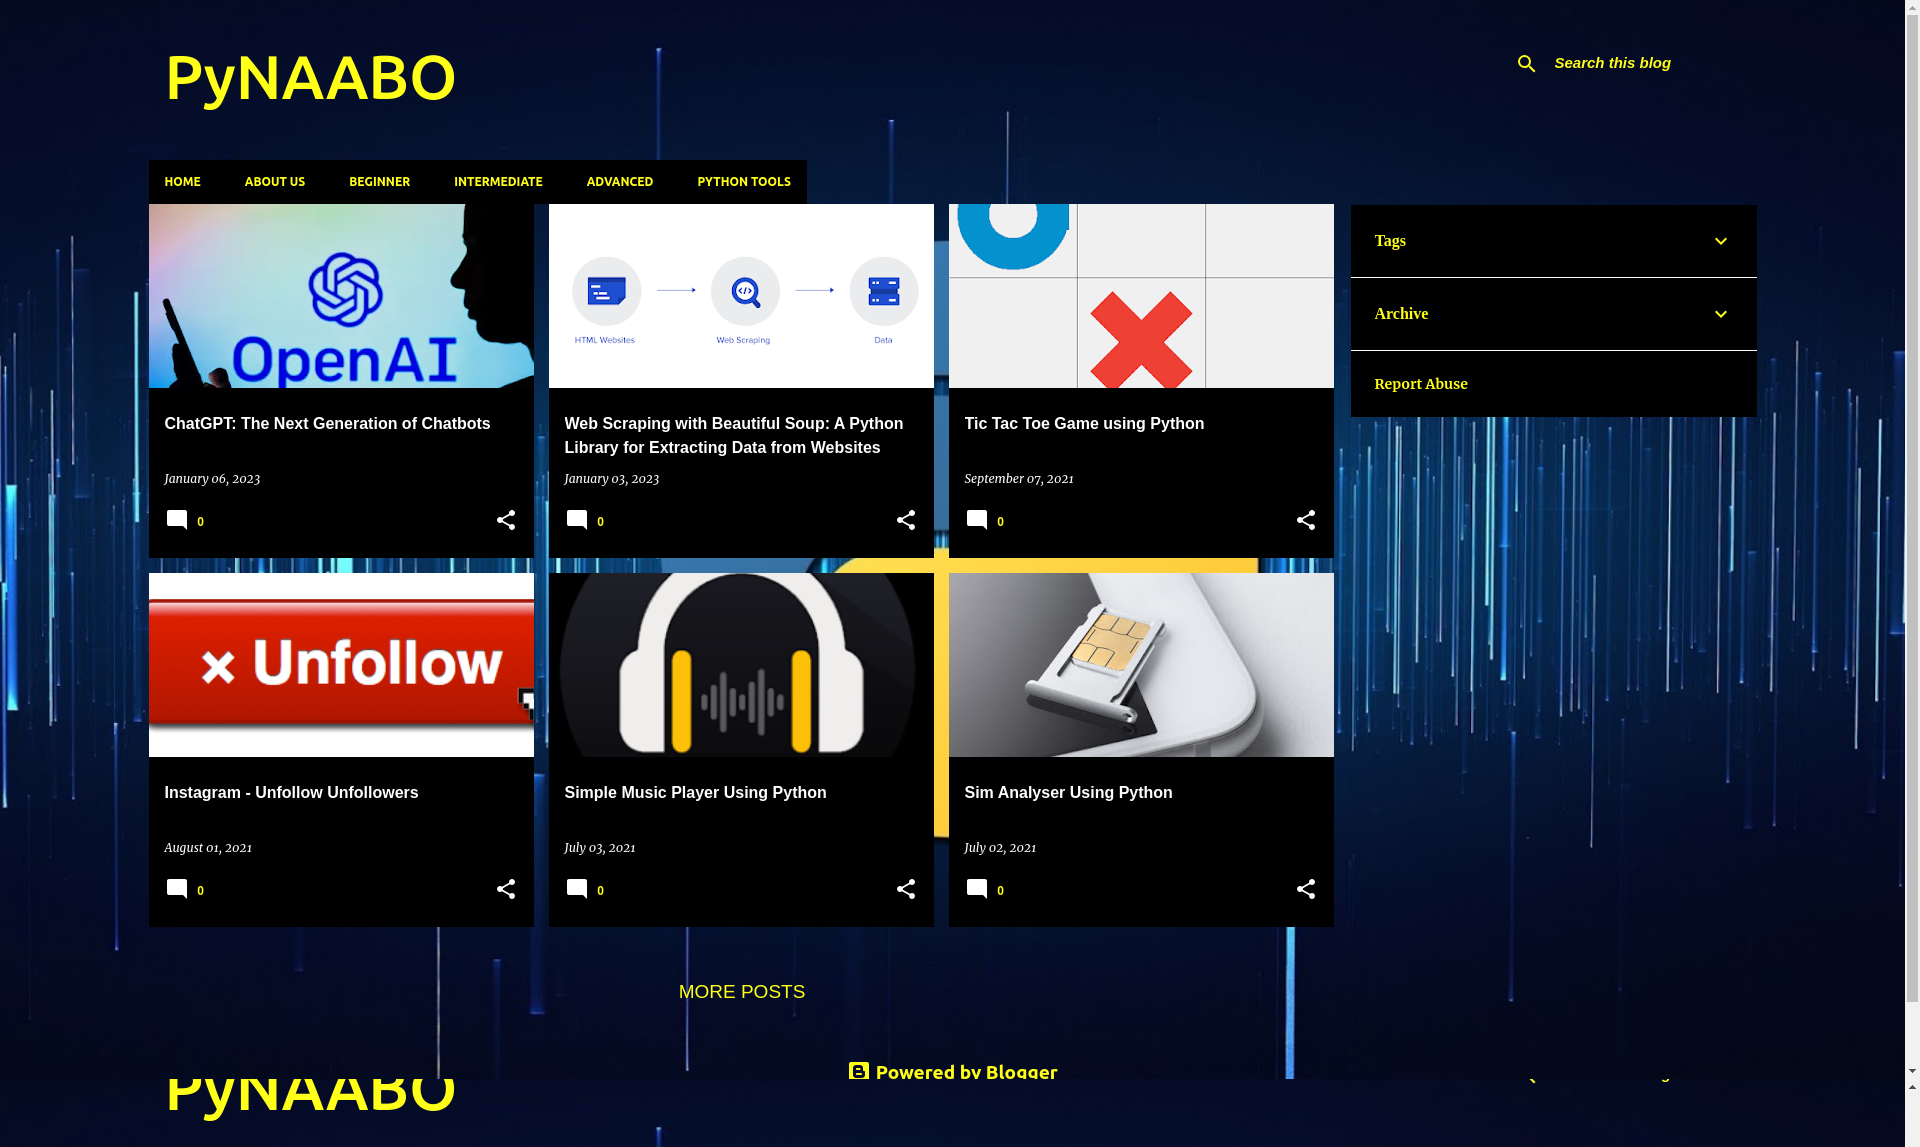 PyNAABO
Search this blog
HOME ABOUT US BEGINNER INTERMEDIATE ADVANCED PYTHON TOOLS
OpenAI
HTML Websites Web Scraping Data
Tags
Archive
Report Abuse
ChatGPT: The Next Generation of Chatbots
January 06, 2023
0
Web Scraping with Beautiful Soup: A Python
Library for Extracting Data from Websites
January 03, 2023
0
Tic Tac Toe Game using Python
September 07, 2021
0
× Unfollow
Instagram - Unfollow Unfollowers
August 01, 2021
0
Simple Music Player Using Python
July 03, 2021
0
Sim Analyser Using Python
July 02, 2021
0
MORE POSTS
Powered by Blogger
PyNAABO